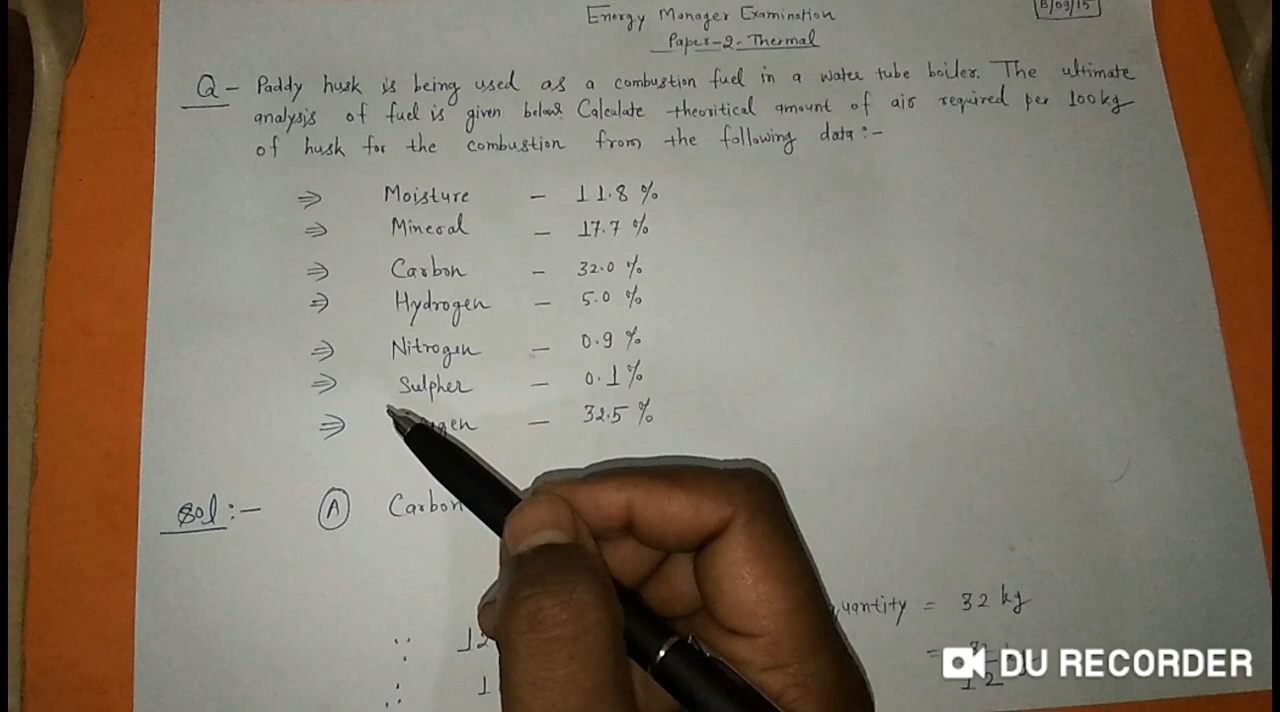 Energy Manager Examination
Paper-2-Thermal
Q- Paddy husk is being used as a combustion fuel in a water tube boiler. The ultimate
analysis of fuel is given below. Calculate theoritical amount of air required per 100kg
of husk for the combustion from the following data:-
⇒ Moisture - 11.8 %
⇒ Mineral - 17.7 %
⇒ Carbon - 32.0 %
⇒ Hydrogen - 5.0 %
⇒ Nitrogen - 0.9 %
⇒ Sulpher - 0.1%
⇒ gen - 32.5 %
Sol:- (A) Carbon
quantity = 32 kg
∵ 12
∴ 1
DU RECORDER